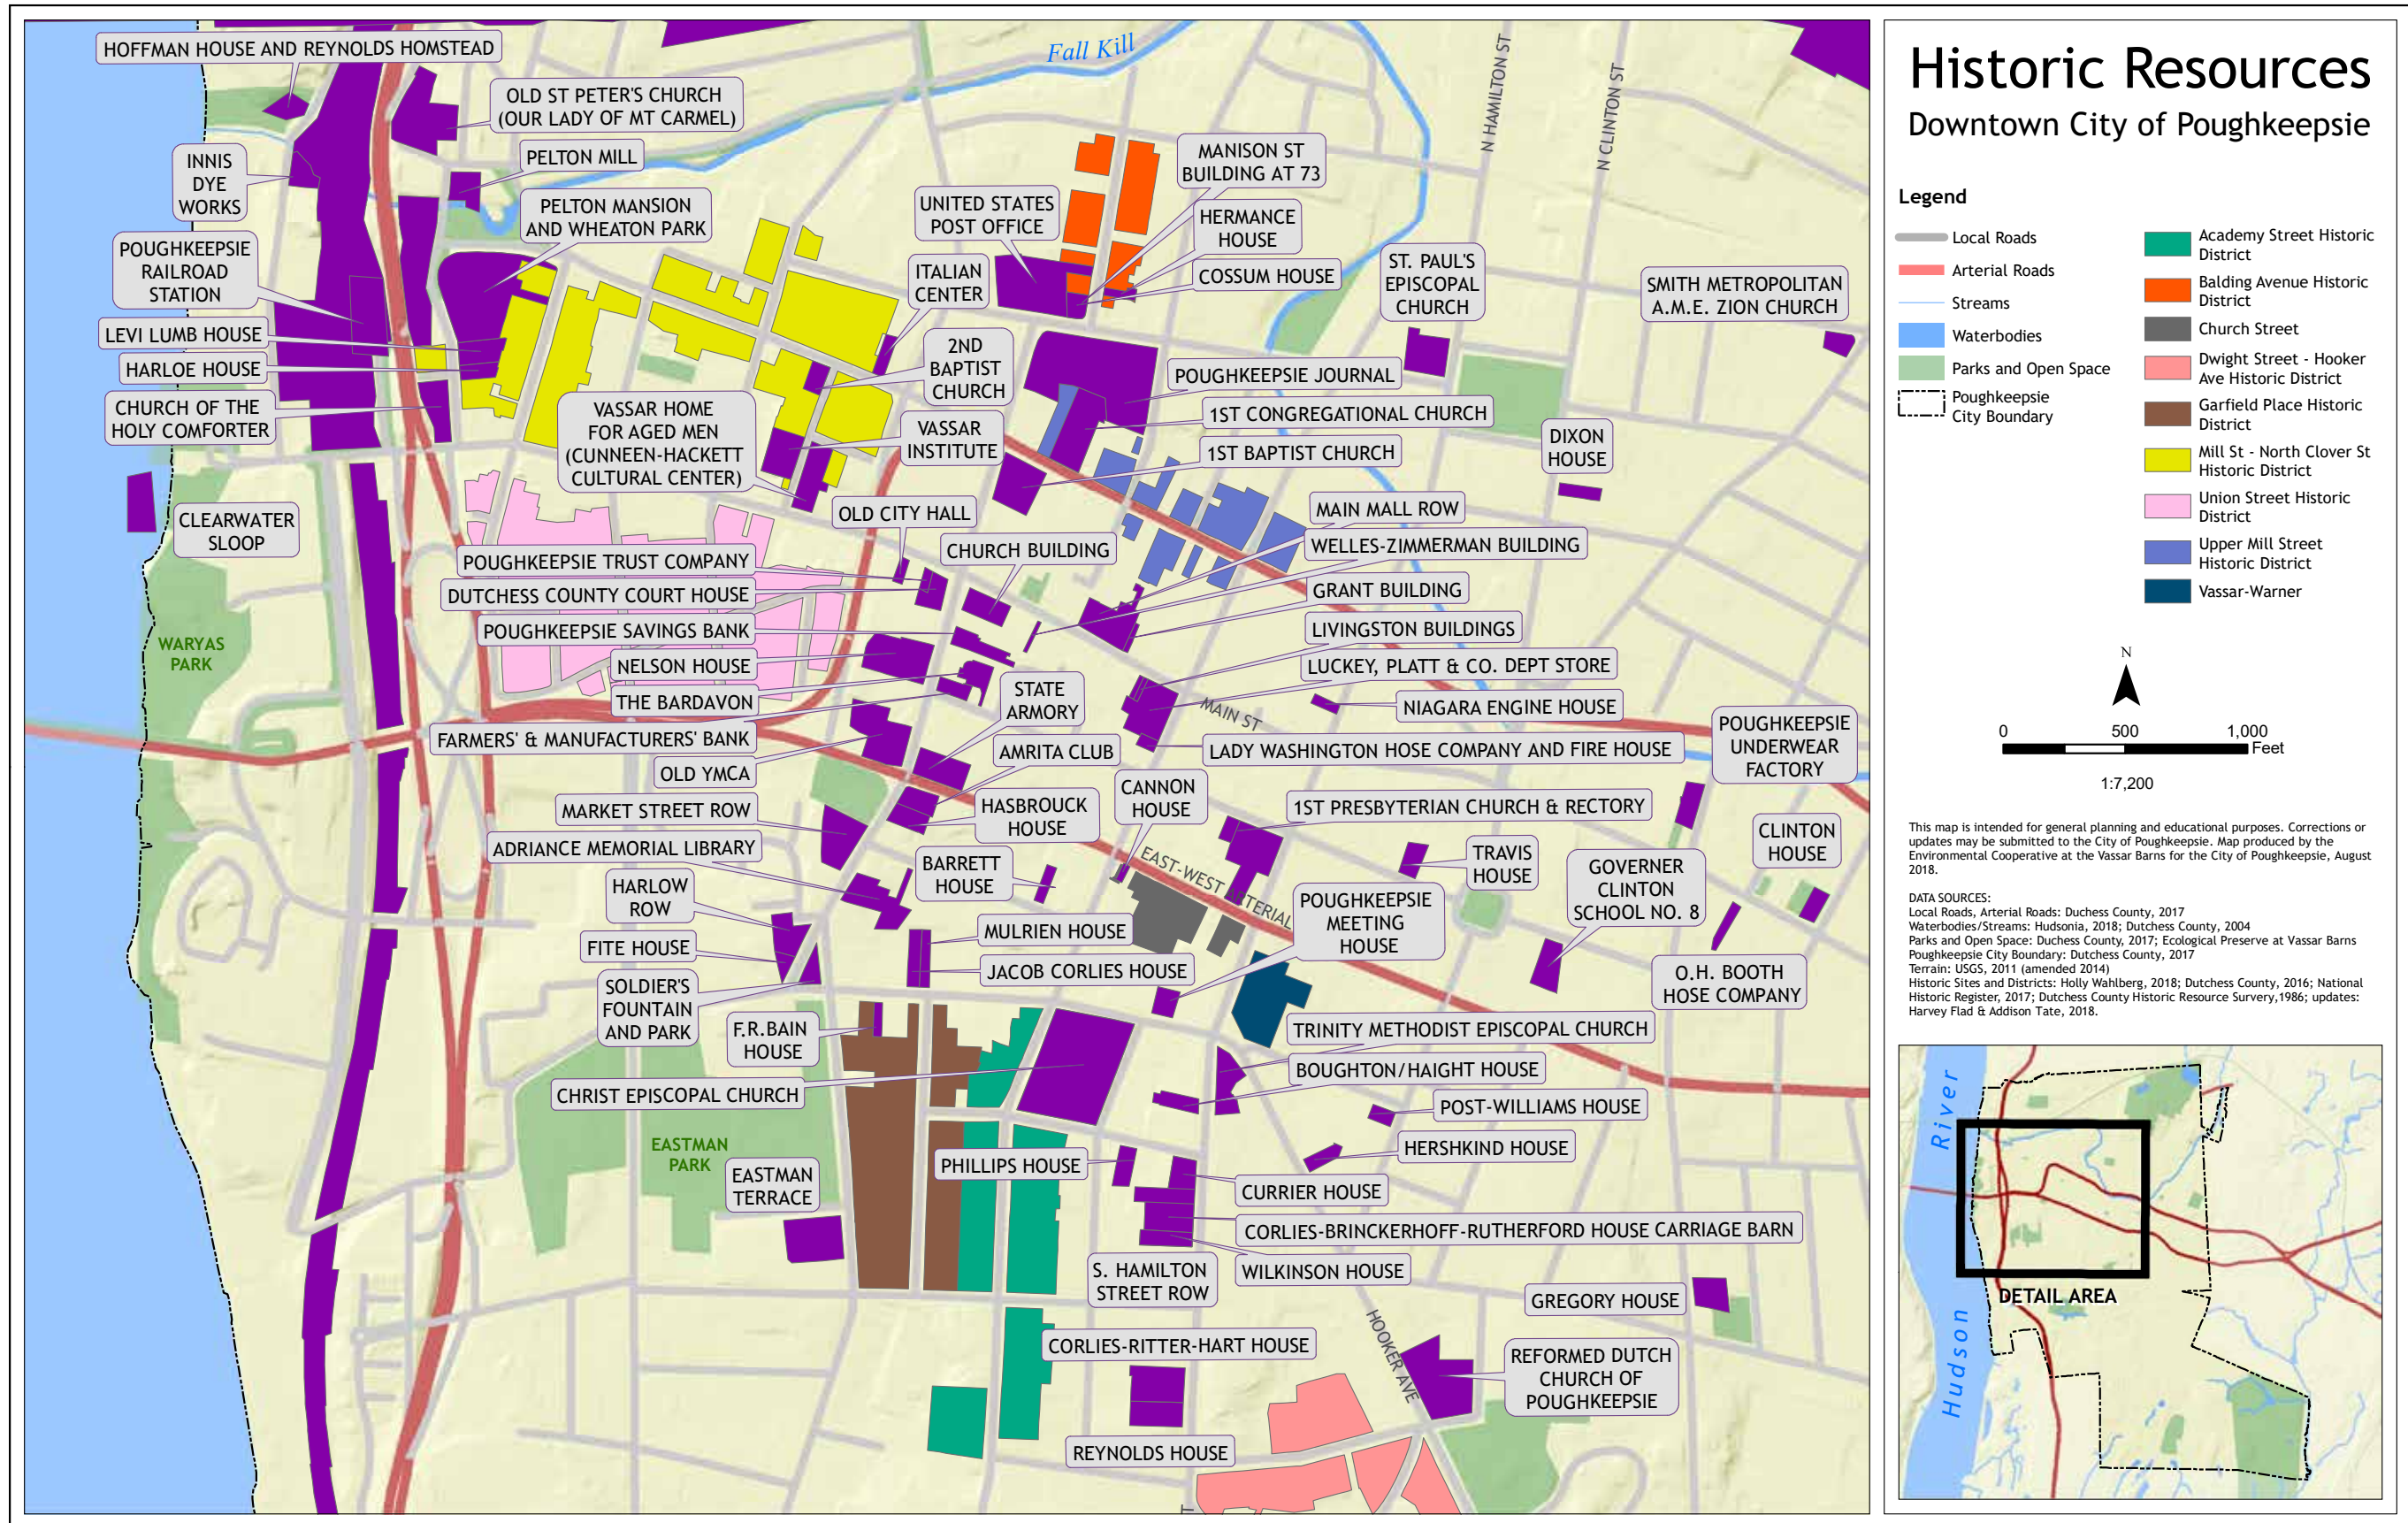 HOFFMAN HOUSE AND REYNOLDS HOMSTEAD
OLD ST PETER'S CHURCH
(OUR LADY OF MT CARMEL)
Fall Kill
N HAMILTON ST
N CLINTON ST
INNIS
DYE
WORKS
PELTON MILL
PELTON MANSION
AND WHEATON PARK
UNITED STATES
POST OFFICE
MANISON ST
BUILDING AT 73
HERMANCE
HOUSE
COSSUM HOUSE
POUGHKEEPSIE
RAILROAD
STATION
ITALIAN
CENTER
ST. PAUL'S
EPISCOPAL
CHURCH
SMITH METROPOLITAN
A.M.E. ZION CHURCH
LEVI LUMB HOUSE
HARLOE HOUSE
2ND
BAPTIST
CHURCH
POUGHKEEPSIE JOURNAL
CHURCH OF THE
HOLY COMFORTER
VASSAR HOME
FOR AGED MEN
(CUNNEEN-HACKETT
CULTURAL CENTER)
VASSAR
INSTITUTE
1ST CONGREGATIONAL CHURCH
1ST BAPTIST CHURCH
DIXON
HOUSE
CLEARWATER
SLOOP
OLD CITY HALL
MAIN MALL ROW
CHURCH BUILDING
WELLES-ZIMMERMAN BUILDING
POUGHKEEPSIE TRUST COMPANY
DUTCHESS COUNTY COURT HOUSE
GRANT BUILDING
POUGHKEEPSIE SAVINGS BANK
LIVINGSTON BUILDINGS
WARYAS
PARK
NELSON HOUSE
LUCKEY, PLATT & CO. DEPT STORE
THE BARDAVON
STATE
ARMORY
MAIN ST
NIAGARA ENGINE HOUSE
FARMERS' & MANUFACTURERS' BANK
AMRITA CLUB
LADY WASHINGTON HOSE COMPANY AND FIRE HOUSE
POUGHKEEPSIE
UNDERWEAR
FACTORY
OLD YMCA
CANNON
HOUSE
MARKET STREET ROW
HASBROUCK
HOUSE
1ST PRESBYTERIAN CHURCH & RECTORY
CLINTON
HOUSE
ADRIANCE MEMORIAL LIBRARY
BARRETT
HOUSE
EAST-WEST ARTERIAL
TRAVIS
HOUSE
GOVERNER
CLINTON
SCHOOL NO. 8
HARLOW
ROW
POUGHKEEPSIE
MEETING
HOUSE
FITE HOUSE
MULRIEN HOUSE
JACOB CORLIES HOUSE
O.H. BOOTH
HOSE COMPANY
SOLDIER'S
FOUNTAIN
AND PARK
F.R.BAIN
HOUSE
TRINITY METHODIST EPISCOPAL CHURCH
BOUGHTON/HAIGHT HOUSE
CHRIST EPISCOPAL CHURCH
POST-WILLIAMS HOUSE
EASTMAN
PARK
HERSHKIND HOUSE
EASTMAN
TERRACE
PHILLIPS HOUSE
CURRIER HOUSE
CORLIES-BRINCKERHOFF-RUTHERFORD HOUSE CARRIAGE BARN
S. HAMILTON
STREET ROW
WILKINSON HOUSE
GREGORY HOUSE
HOOKER AVE
CORLIES-RITTER-HART HOUSE
REFORMED DUTCH
CHURCH OF
POUGHKEEPSIE
REYNOLDS HOUSE
T
Historic Resources
Downtown City of Poughkeepsie
Legend
Local Roads
Arterial Roads
Streams
Waterbodies
Parks and Open Space
Poughkeepsie
City Boundary
Academy Street Historic
District
Balding Avenue Historic
District
Church Street
Dwight Street - Hooker
Ave Historic District
Garfield Place Historic
District
Mill St - North Clover St
Historic District
Union Street Historic
District
Upper Mill Street
Historic District
Vassar-Warner
N
0 500 1,000
Feet
1:7,200
This map is intended for general planning and educational purposes. Corrections or
updates may be submitted to the City of Poughkeepsie. Map produced by the
Environmental Cooperative at the Vassar Barns for the City of Poughkeepsie, August
2018.
DATA SOURCES:
Local Roads, Arterial Roads: Duchess County, 2017
Waterbodies/Streams: Hudsonia, 2018; Dutchess County, 2004
Parks and Open Space: Duchess County, 2017; Ecological Preserve at Vassar Barns
Poughkeepsie City Boundary: Dutchess County, 2017
Terrain: USGS, 2011 (amended 2014)
Historic Sites and Districts: Holly Wahlberg, 2018; Dutchess County, 2016; National
Historic Register, 2017; Dutchess County Historic Resource Survery,1986; updates:
Harvey Flad & Addison Tate, 2018.
Hudson River
DETAIL AREA